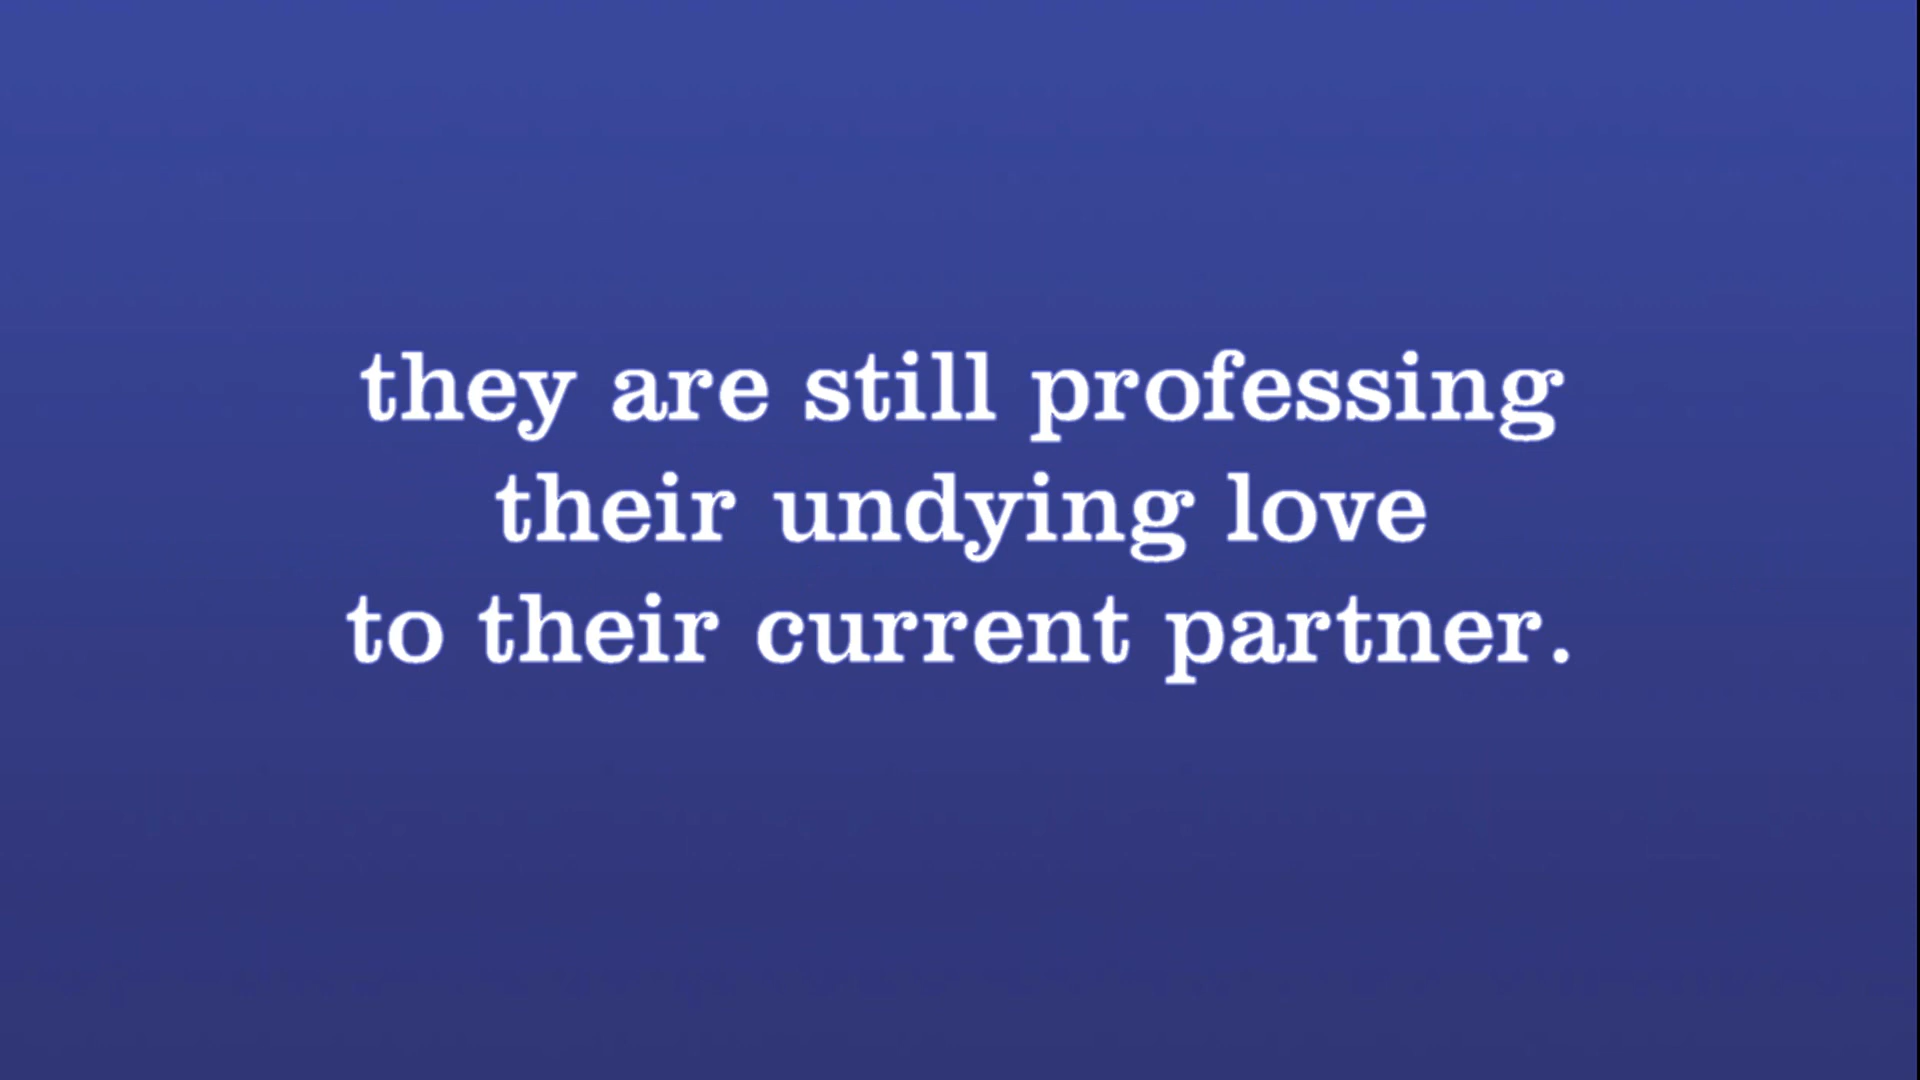 they are still professing
their undying love
to their current partner.